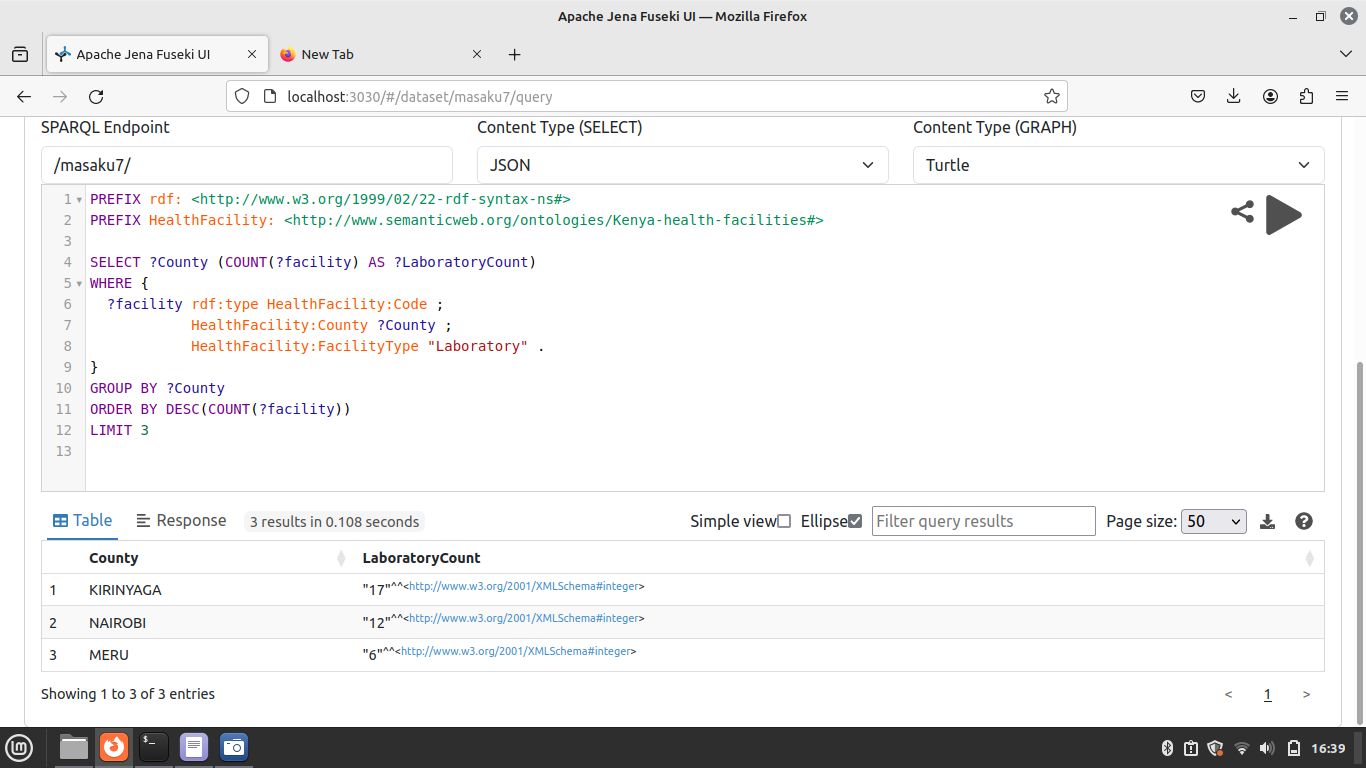 Apache Jena Fuseki UI — Mozilla Firefox
Apache Jena Fuseki UI
New Tab
localhost:3030/#/dataset/masaku7/query
SPARQL Endpoint
Content Type (SELECT)
Content Type (GRAPH)
/masaku7/
JSON
Turtle
1 PREFIX rdf: <http://www.w3.org/1999/02/22-rdf-syntax-ns#>
2 PREFIX HealthFacility: <http://www.semanticweb.org/ontologies/Kenya-health-facilities#>
3
4 SELECT ?County (COUNT(?facility) AS ?LaboratoryCount)
5 WHERE {
6 ?facility rdf:type HealthFacility:Code ;
7 HealthFacility:County ?County ;
8 HealthFacility:FacilityType "Laboratory" .
9 }
10 GROUP BY ?County
11 ORDER BY DESC(COUNT(?facility))
12 LIMIT 3
13
Table Response 3 results in 0.108 seconds Simple view Ellipse Filter query results Page size: 50
County LaboratoryCount
1 KIRINYAGA "17"^^<http://www.w3.org/2001/XMLSchema#integer>
2 NAIROBI "12"^^<http://www.w3.org/2001/XMLSchema#integer>
3 MERU "6"^^<http://www.w3.org/2001/XMLSchema#integer>
Showing 1 to 3 of 3 entries < 1 >
16:39